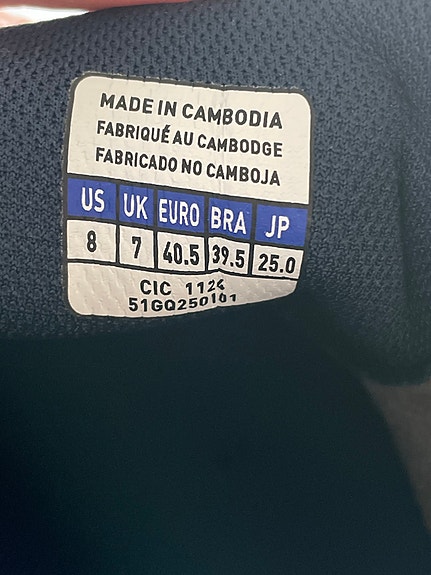 MADE IN CAMBODIA
FABRIQUÉ AU CAMBODGE
FABRICADO NO CAMBOJA
US UK EURO BRA JP
8 7 40.5 39.5 25.0
CIC 1124
51GQ250101